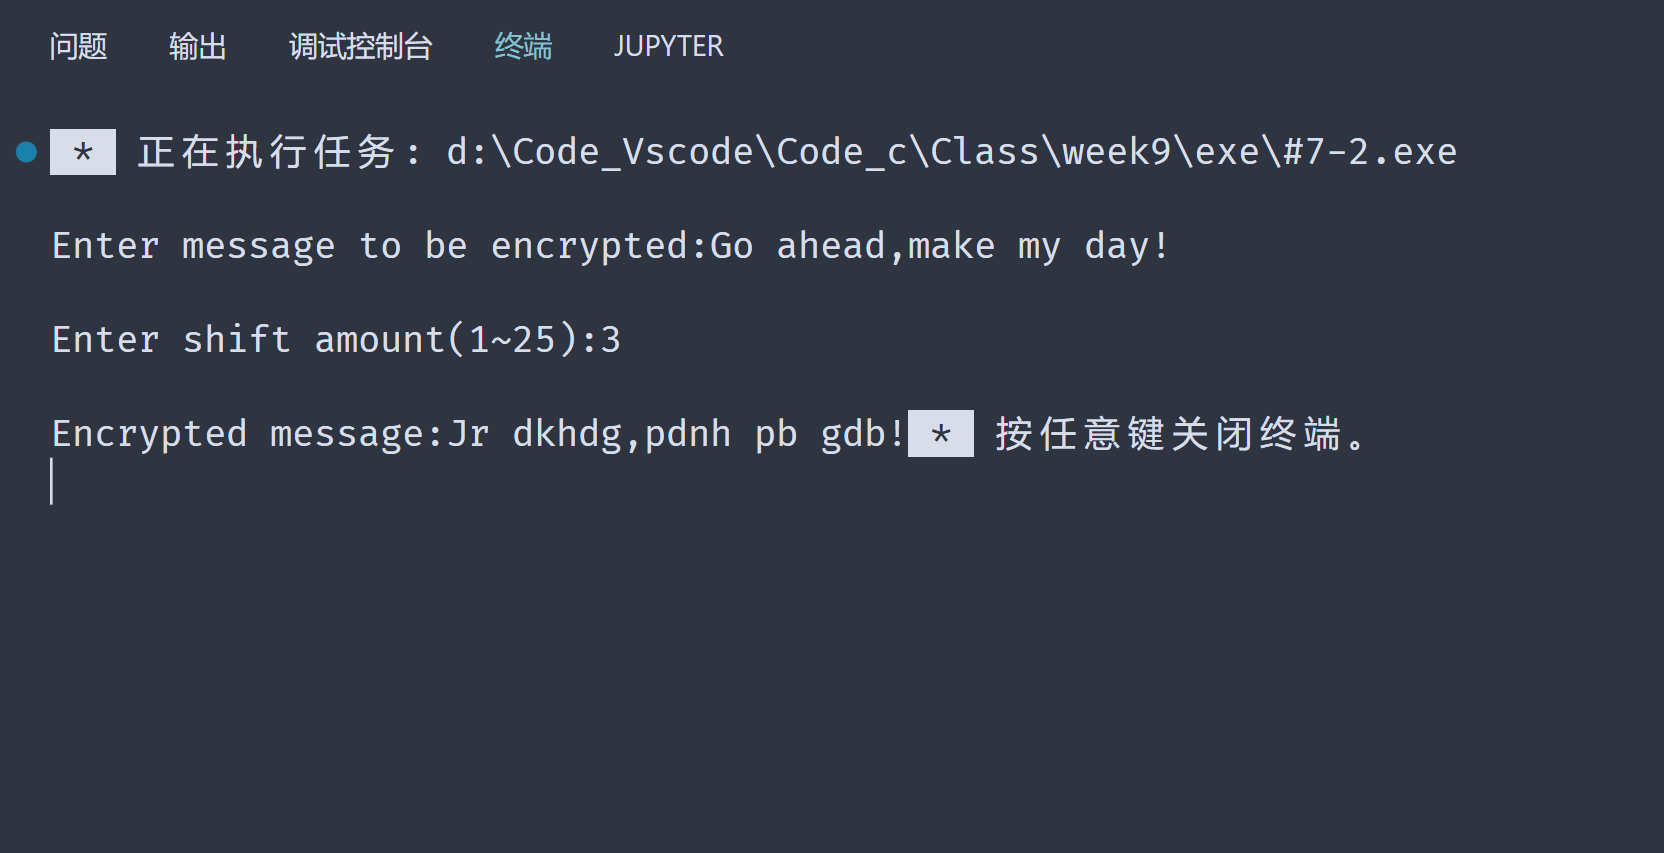 问题 输出 调试控制台 终端 JUPYTER
* 正在执行任务: d:\Code_Vscode\Code_c\Class\week9\exe\#7-2.exe
Enter message to be encrypted:Go ahead,make my day!
Enter shift amount(1~25):3
Encrypted message:Jr dkhdg,pdnh pb gdb! * 按任意键关闭终端。